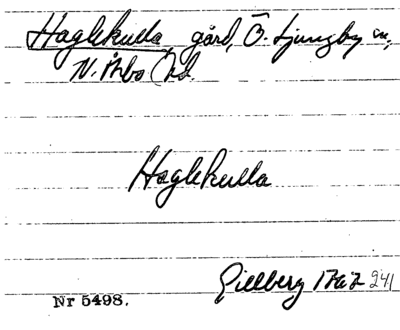 Haglekulla, gård, Ö. Ljungby sn,
N. Åsbo hd.
Haglekulla
Gillberg 1767 241
Nr 5498.